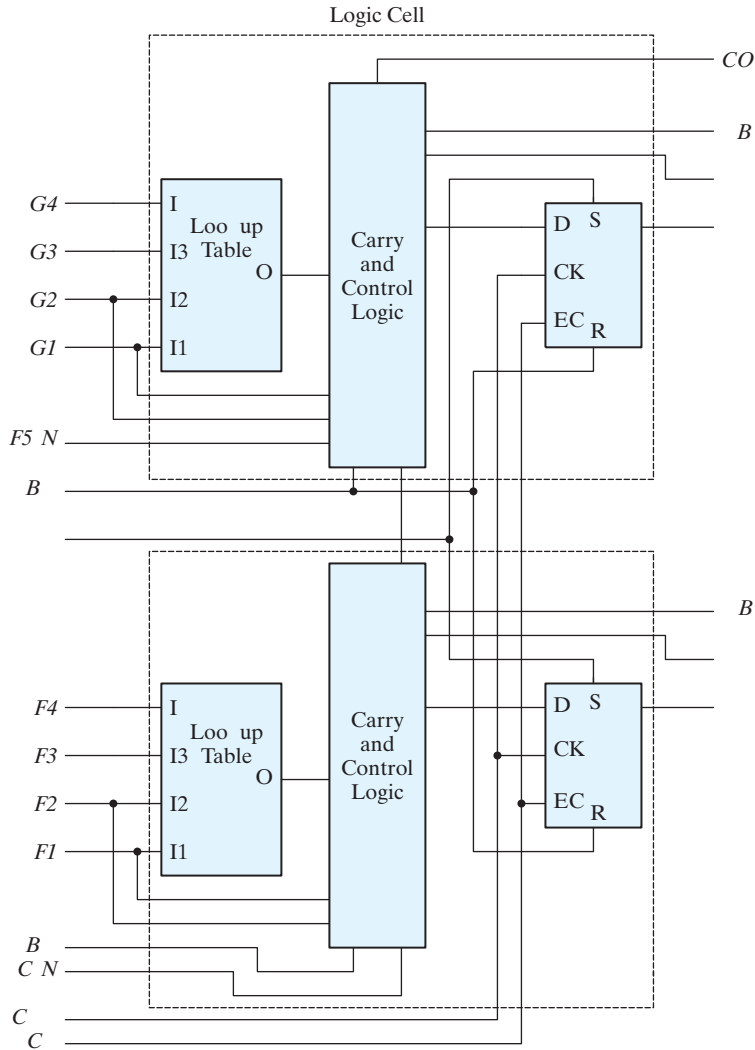 Logic Cell
CO
B
G4
G3
G2
G1
F5 N
B
I
I3
I2
I1
Loo up
Table
O
Carry
and
Control
Logic
D
S
CK
EC
R
B
F4
F3
F2
F1
B
C N
C
C
I
I3
I2
I1
Loo up
Table
O
Carry
and
Control
Logic
D
S
CK
EC
R